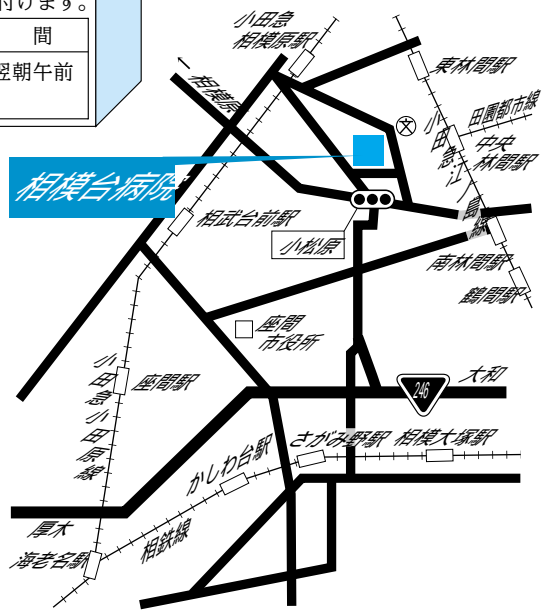 付けます。
間
翌朝午前
小田急
相模原駅
相模原
東林間駅
田園都市線
中央
林間駅
小田急江ノ島線
相模台病院
相武台前駅
小松原
南林間駅
鶴間駅
座間
市役所
小田急小田原線
座間駅
246
大和
さがみ野駅
相模大塚駅
かしわ台駅
相鉄線
厚木
海老名駅